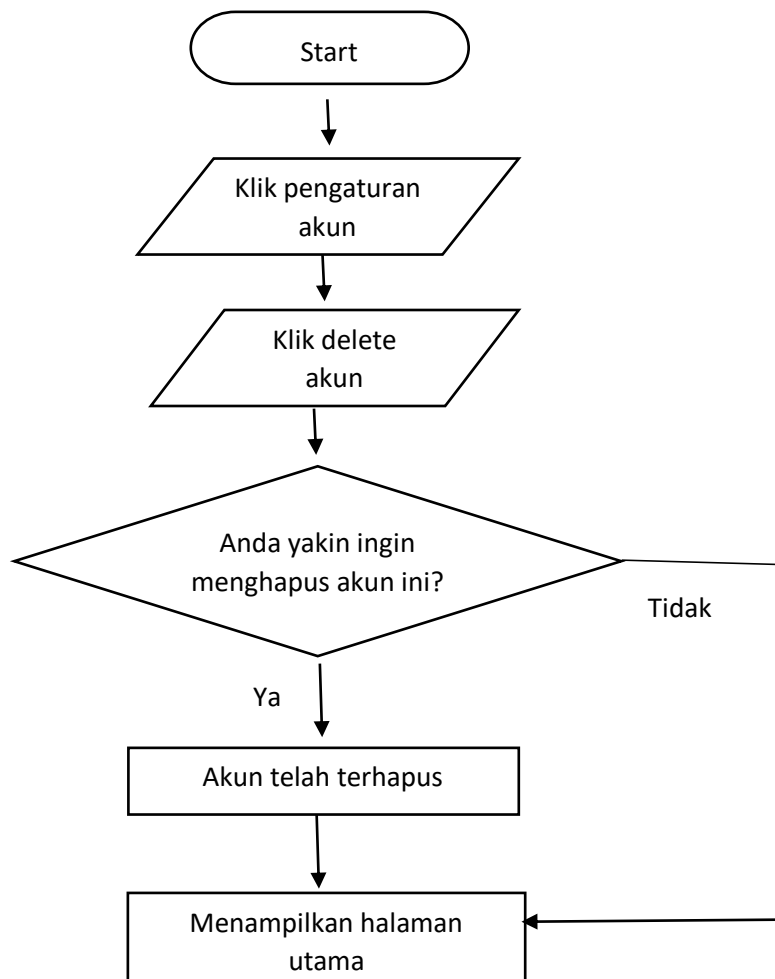 Start
Klik pengaturan
akun
Klik delete
akun
Anda yakin ingin
menghapus akun ini?
Tidak
Ya
Akun telah terhapus
Menampilkan halaman
utama